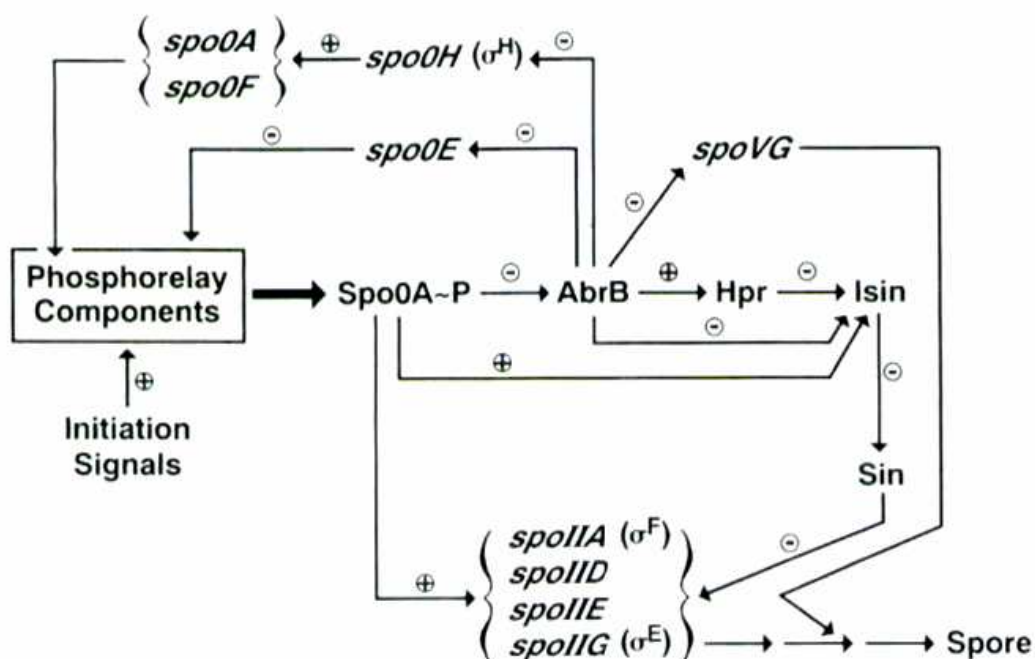 spo0A
spo0F
spo0H (σH)
spo0E
spoVG
Phosphorelay
Components
Spo0A~P
AbrB
Hpr
Isin
Initiation
Signals
Sin
spoIIA (σF)
spoIID
spoIIE
spoIIG (σE)
Spore